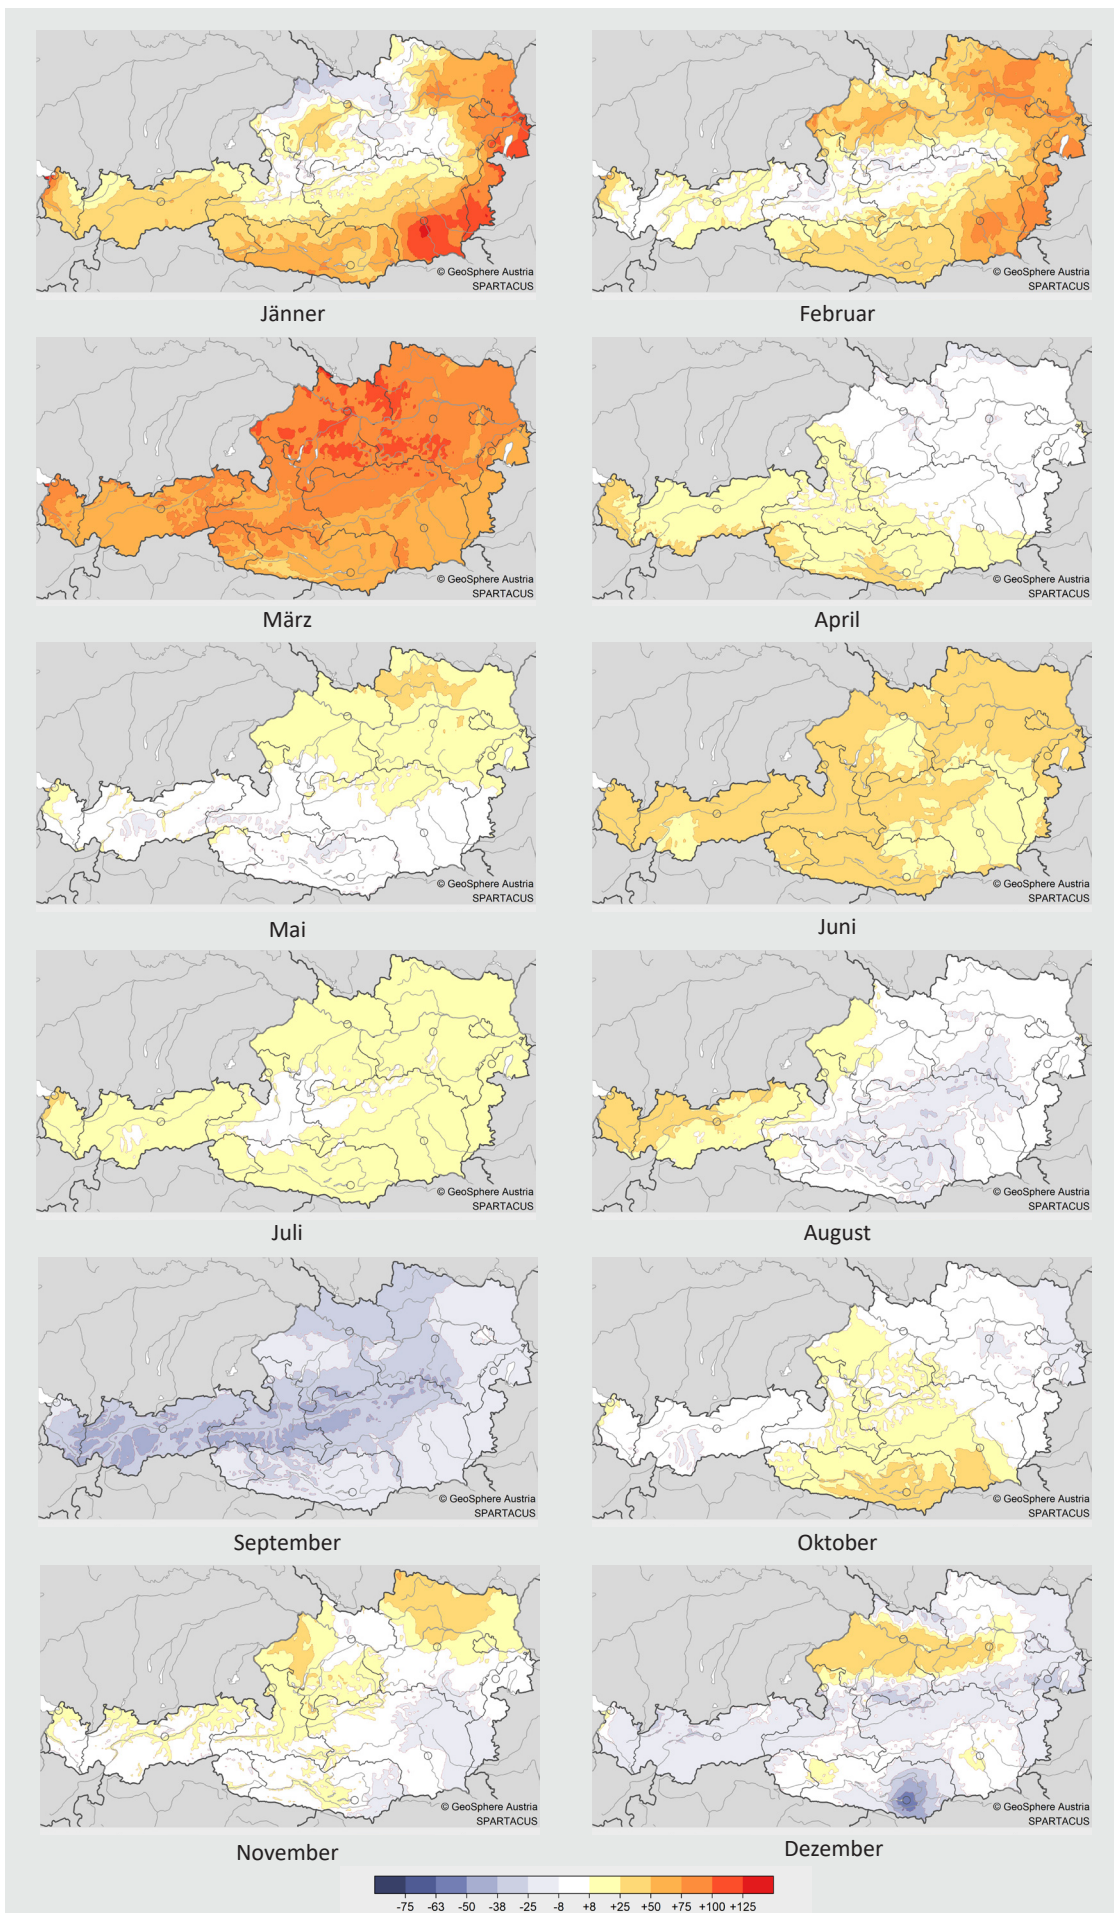 © GeoSphere Austria
SPARTACUS
© GeoSphere Austria
SPARTACUS
Jänner
Februar
© GeoSphere Austria
SPARTACUS
© GeoSphere Austria
SPARTACUS
März
April
© GeoSphere Austria
SPARTACUS
© GeoSphere Austria
SPARTACUS
Mai
Juni
© GeoSphere Austria
SPARTACUS
© GeoSphere Austria
SPARTACUS
Juli
August
© GeoSphere Austria
SPARTACUS
© GeoSphere Austria
SPARTACUS
September
Oktober
© GeoSphere Austria
SPARTACUS
© GeoSphere Austria
SPARTACUS
November
Dezember
-75 -63 -50 -38 -25 -8 +8 +25 +50 +75 +100 +125